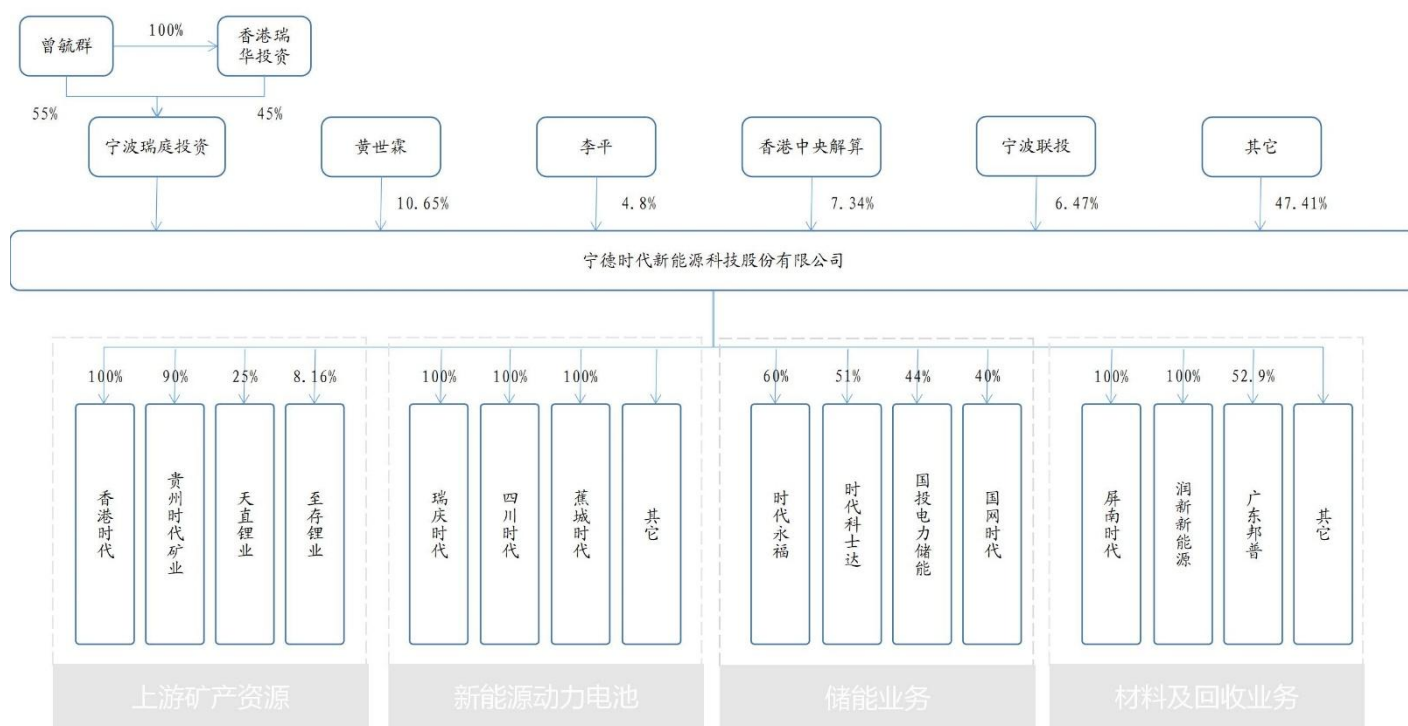 曾毓群
100%
香港瑞
华投资
55%
45%
宁波瑞庭投资
黄世霖
李平
香港中央解算
宁波联投
其它
10.65%
4.8%
7.34%
6.47%
47.41%
宁德时代新能源科技股份有限公司
100%
90%
25%
8.16%
100%
100%
100%
60%
51%
44%
40%
100%
100%
52.9%
香港时代
贵州时代矿业
天直锂业
至存锂业
瑞庆时代
四川时代
蕉城时代
其它
时代永福
时代科士达
国投电力储能
国网时代
屏南时代
润新新能源
广东邦普
其它
上游矿产资源
新能源动力电池
储能业务
材料及回收业务